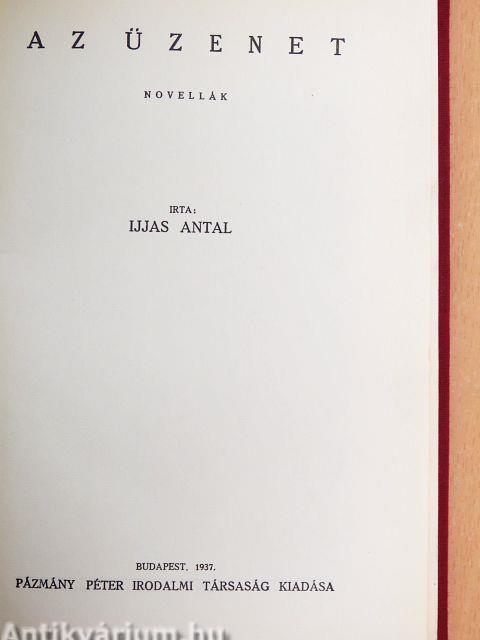 AZ ÜZENET
NOVELLÁK
IRTA:
IJJAS ANTAL
BUDAPEST, 1937.
PÁZMÁNY PÉTER IRODALMI TÁRSASÁG KIADÁSA
Antikvárium.hu